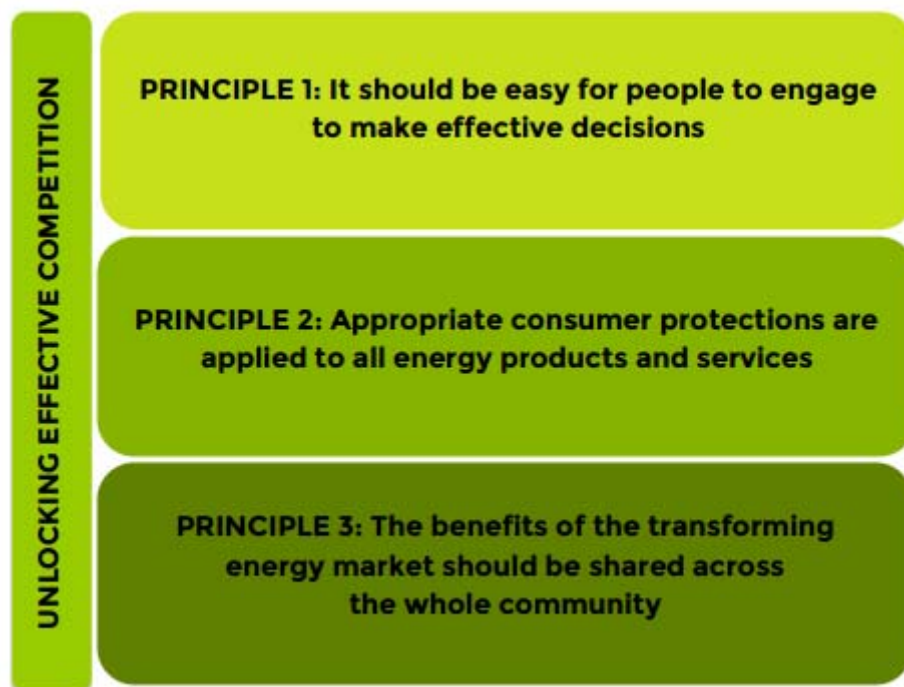 UNLOCKING EFFECTIVE COMPETITION
PRINCIPLE 1: It should be easy for people to engage
to make effective decisions
PRINCIPLE 2: Appropriate consumer protections are
applied to all energy products and services
PRINCIPLE 3: The benefits of the transforming
energy market should be shared across
the whole community